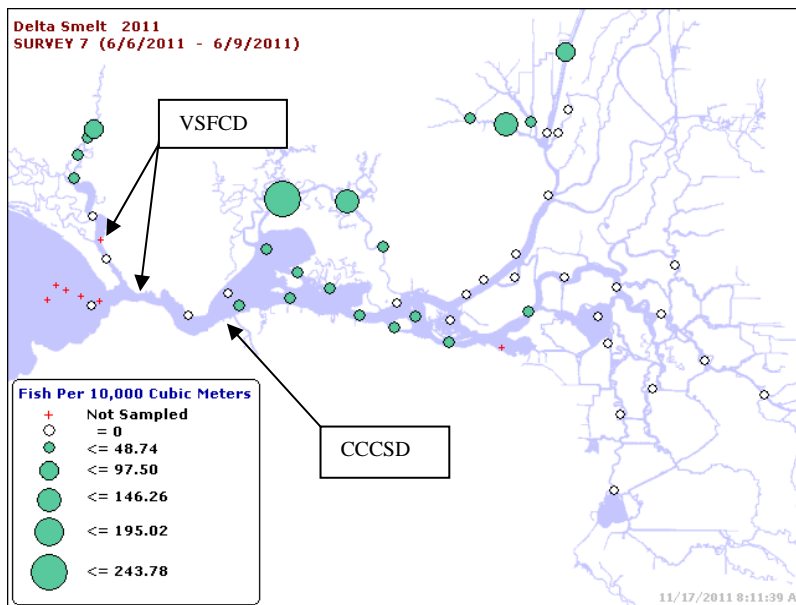 Delta Smelt 2011
SURVEY 7 (6/6/2011 - 6/9/2011)
VSFCD
CCCSD
Fish Per 10,000 Cubic Meters
Not Sampled
= 0
<= 48.74
<= 97.50
<= 146.26
<= 195.02
<= 243.78
11/17/2011 8:11:39 A